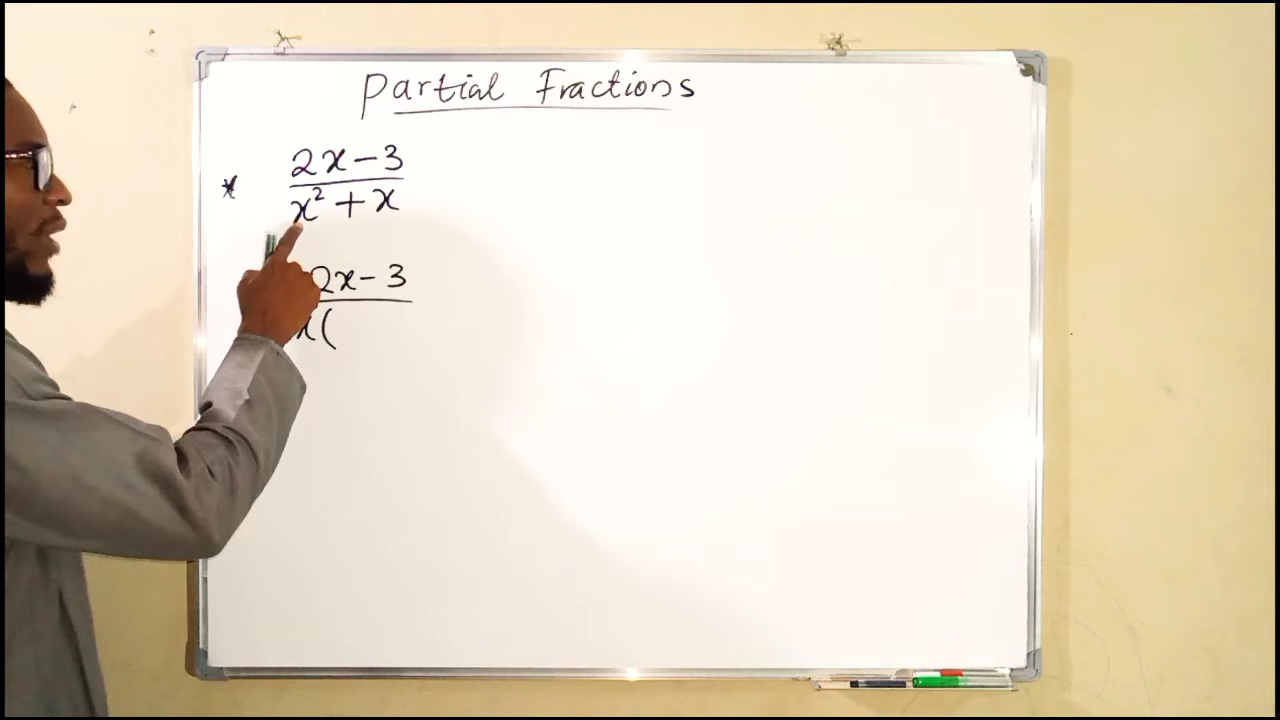 Partial Fractions
* 2x-3
x² + x
2x-3
x(